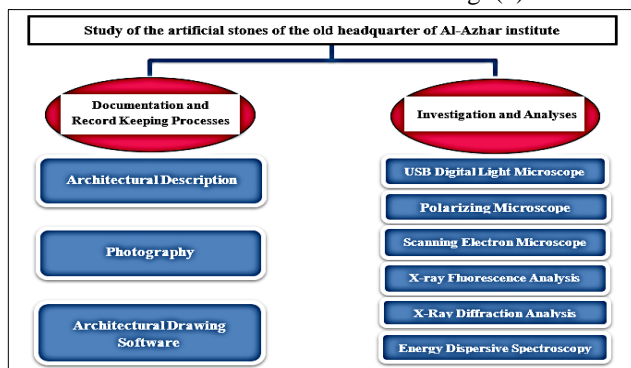 Study of the artificial stones of the old headquarter of Al-Azhar institute
Documentation and
Record Keeping Processes
Architectural Description
Photography
Architectural Drawing
Software
Investigation and Analyses
USB Digital Light Microscope
Polarizing Microscope
Scanning Electron Microscope
X-ray Fluorescence Analysis
X-Ray Diffraction Analysis
Energy Dispersive Spectroscopy